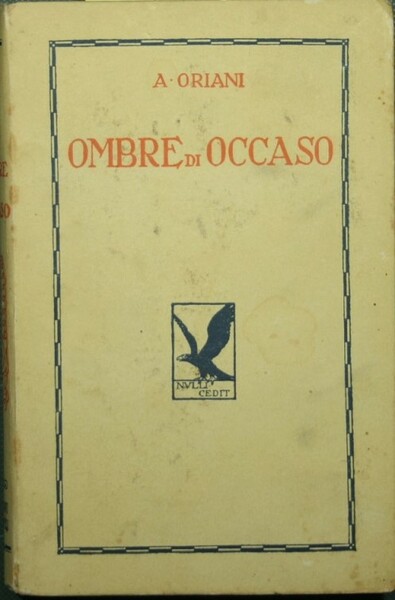 A·ORIANI
OMBRE DI OCCASO
NVLLI
CEDIT